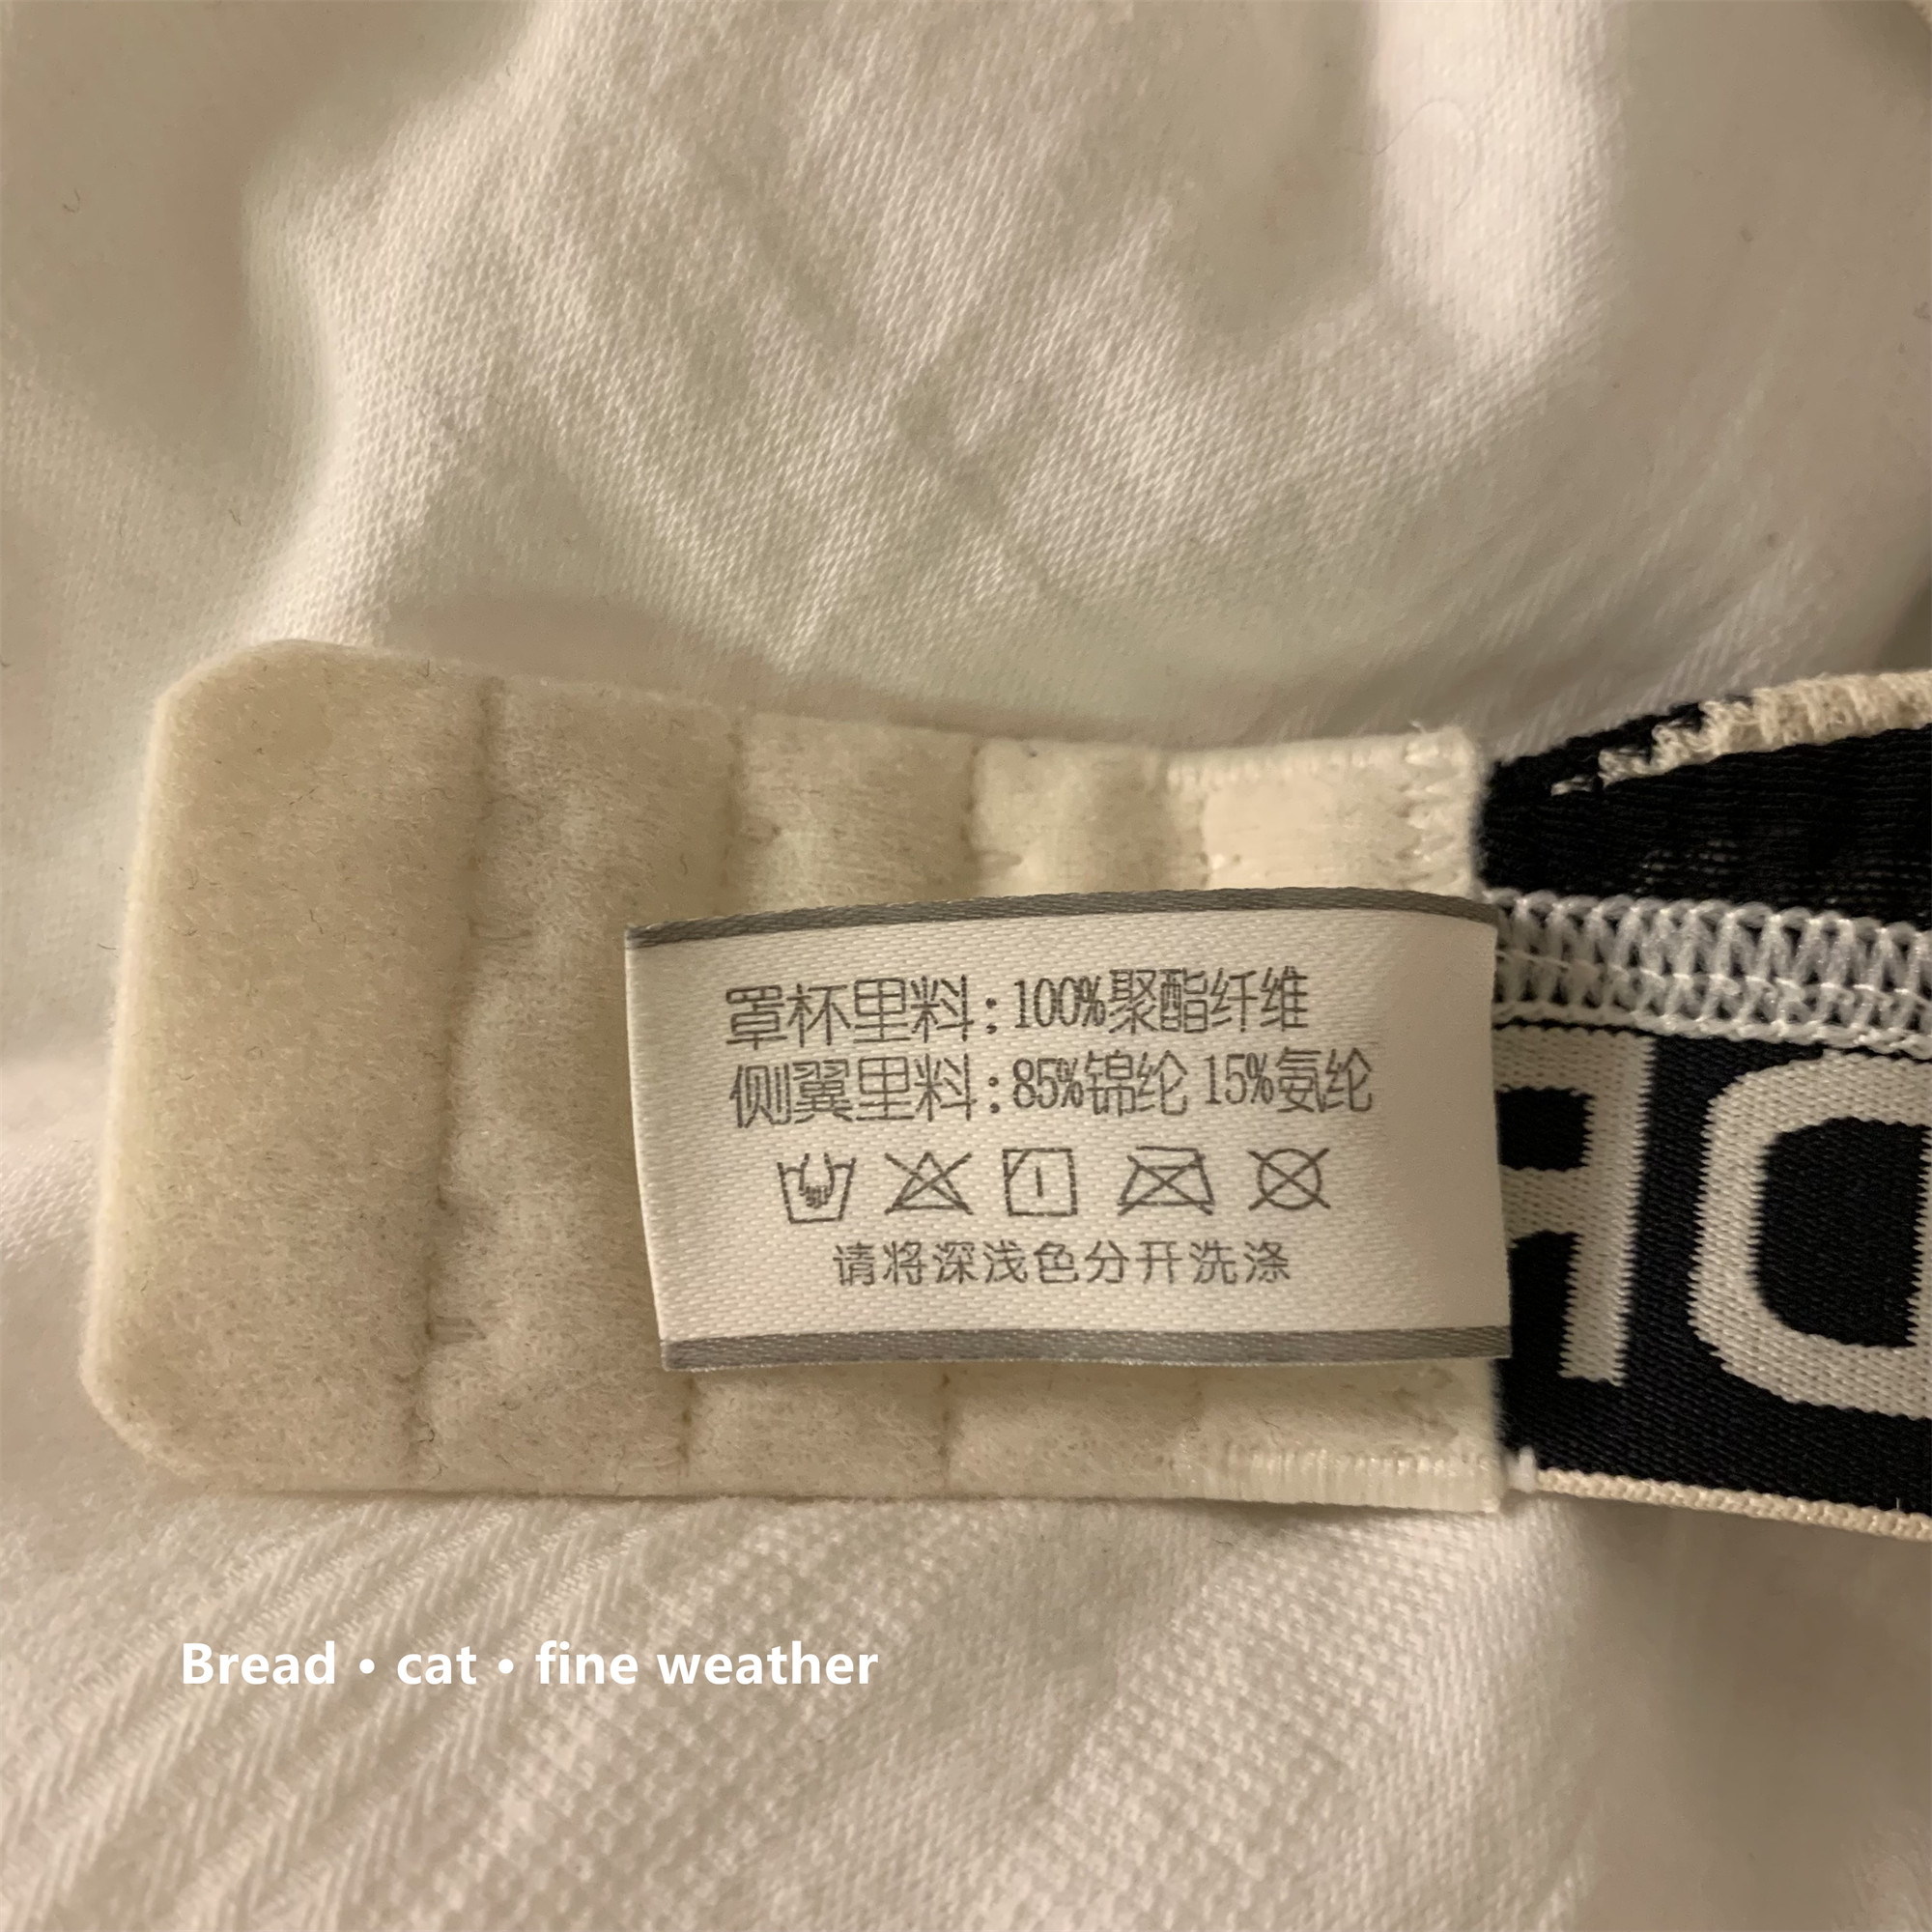 罩杯里料:100%聚酯纤维
侧翼里料:85%锦纶 15%氨纶
请将深浅色分开洗涤
Bread • cat • fine weather